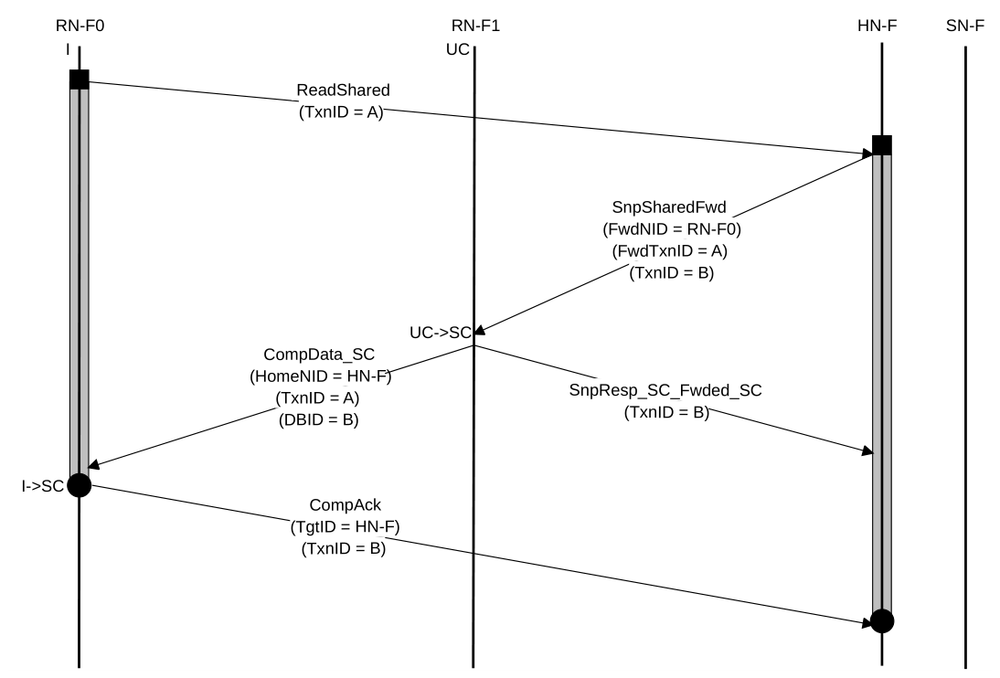 RN-F0
RN-F1
HN-F
SN-F
I
UC
ReadShared
(TxnID = A)
SnpSharedFwd
(FwdNID = RN-F0)
(FwdTxnID = A)
(TxnID = B)
UC->SC
CompData_SC
(HomeNID = HN-F)
(TxnID = A)
(DBID = B)
SnpResp_SC_Fwded_SC
(TxnID = B)
I->SC
CompAck
(TgtID = HN-F)
(TxnID = B)